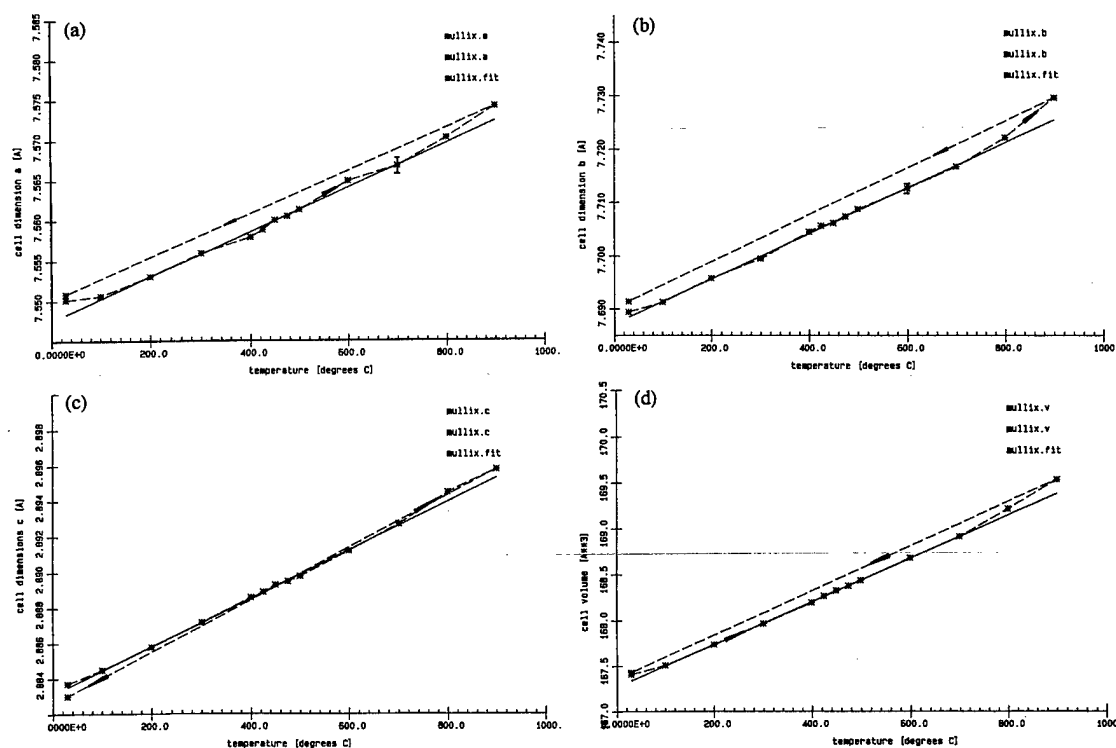 (a)
mullix.a
mullix.a
mullix.fit
cell dimension a [A]
7.585
7.580
7.575
7.570
7.565
7.560
7.555
7.550
0.0000E+0 200.0 400.0 600.0 800.0 1000.
temperature [degrees C]
(b)
mullix.b
mullix.b
mullix.fit
cell dimension b [A]
7.740
7.730
7.720
7.710
7.700
7.690
0.0000E+0 200.0 400.0 600.0 800.0 1000
temperature [degrees C]
(c)
mullix.c
mullix.c
mullix.fit
cell dimensions c [A]
2.898
2.896
2.894
2.892
2.890
2.888
2.886
2.884
.0000E+0 200.0 400.0 600.0 800.0 1000.
temperature [degrees C]
(d)
mullix.v
mullix.v
mullix.fit
cell volume [A**3]
170.5
170.0
169.5
169.0
168.5
168.0
167.5
167.0
.0000E+0 200.0 400.0 600.0 800.0 1000
temperature [degrees C]